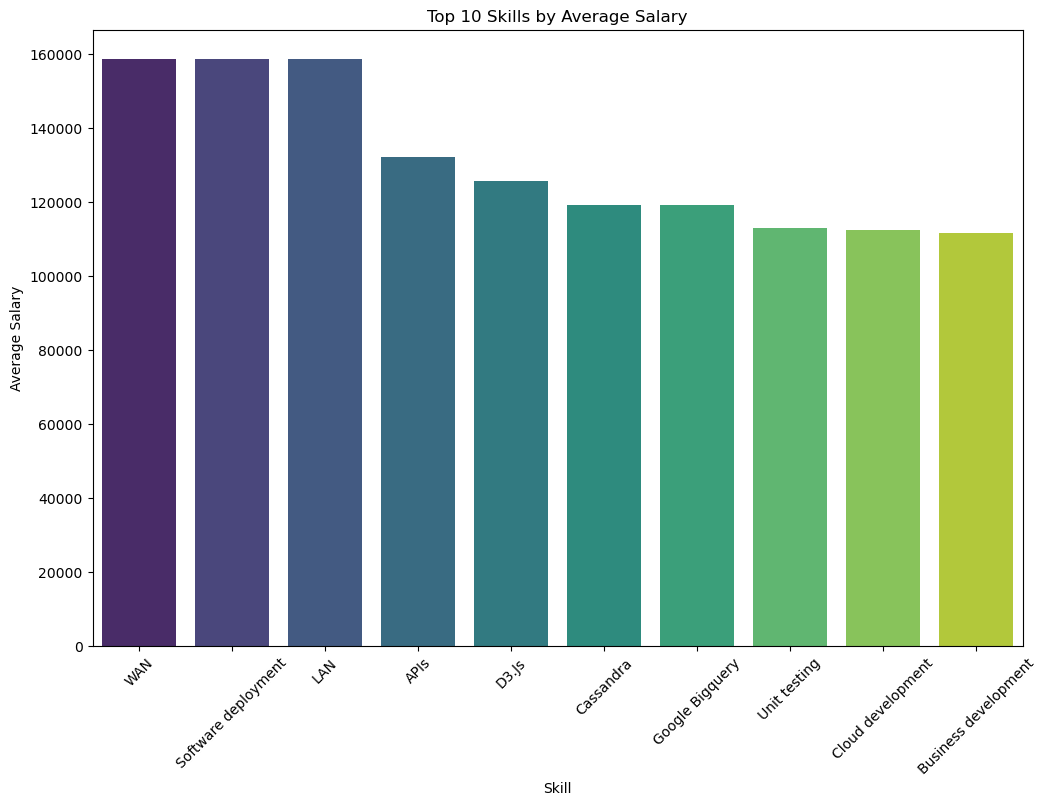 Top 10 Skills by Average Salary
160000
140000
120000
100000
80000
60000
40000
20000
0
Average Salary
WAN
Software deployment
LAN
APIs
D3.Js
Cassandra
Google Bigquery
Unit testing
Cloud development
Business development
Skill